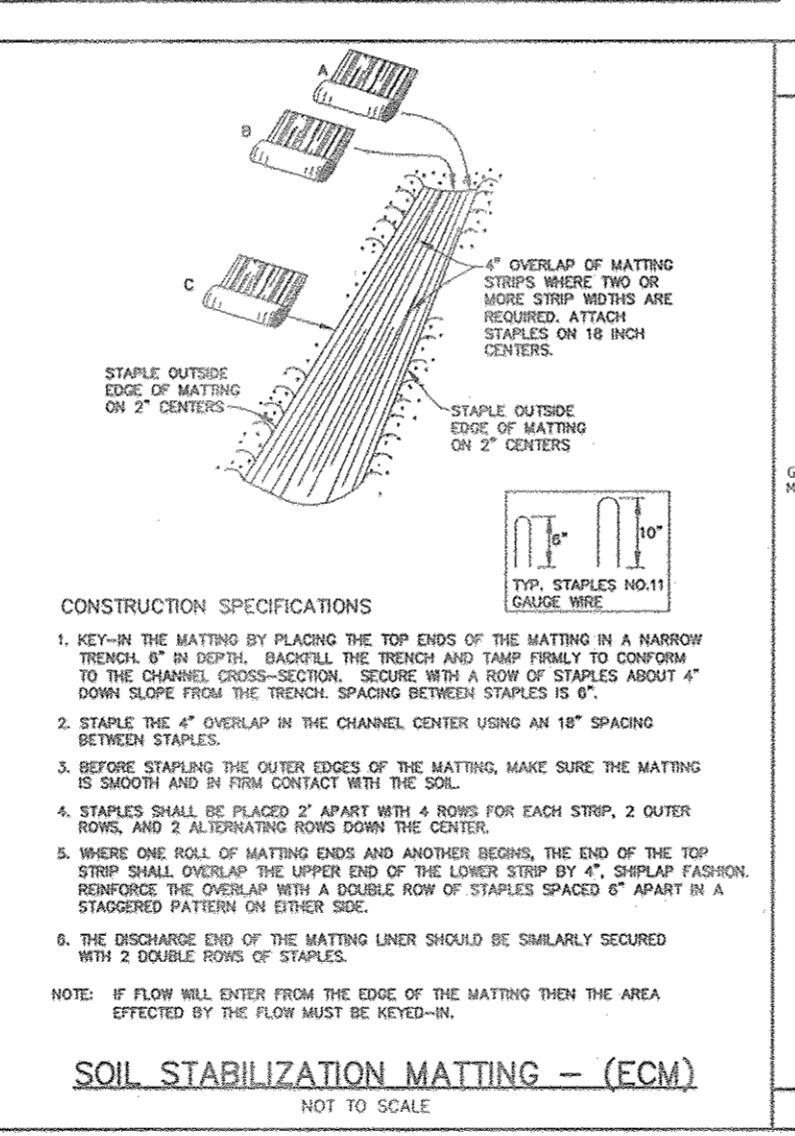 A
B
C
4" OVERLAP OF MATTING
STRIPS WHERE TWO OR
MORE STRIP WIDTHS ARE
REQUIRED. ATTACH
STAPLES ON 18 INCH
CENTERS.
STAPLE OUTSIDE
EDGE OF MATTING
ON 2" CENTERS
STAPLE OUTSIDE
EDGE OF MATTING
ON 2" CENTERS
6"
10"
TYP. STAPLES NO.11
GAUGE WIRE
G
M
CONSTRUCTION SPECIFICATIONS
1. KEY-IN THE MATTING BY PLACING THE TOP ENDS OF THE MATTING IN A NARROW
TRENCH. 6" IN DEPTH. BACKFILL THE TRENCH AND TAMP FIRMLY TO CONFORM
TO THE CHANNEL CROSS-SECTION. SECURE WITH A ROW OF STAPLES ABOUT 4"
DOWN SLOPE FROM THE TRENCH. SPACING BETWEEN STAPLES IS 6".
2. STAPLE THE 4" OVERLAP IN THE CHANNEL CENTER USING AN 18" SPACING
BETWEEN STAPLES.
3. BEFORE STAPLING THE OUTER EDGES OF THE MATTING, MAKE SURE THE MATTING
IS SMOOTH AND IN FIRM CONTACT WITH THE SOIL.
4. STAPLES SHALL BE PLACED 2' APART WITH 4 ROWS FOR EACH STRIP, 2 OUTER
ROWS, AND 2 ALTERNATING ROWS DOWN THE CENTER.
5. WHERE ONE ROLL OF MATTING ENDS AND ANOTHER BEGINS, THE END OF THE TOP
STRIP SHALL OVERLAP THE UPPER END OF THE LOWER STRIP BY 4", SHIPLAP FASHION.
REINFORCE THE OVERLAP WITH A DOUBLE ROW OF STAPLES SPACED 6" APART IN A
STAGGERED PATTERN ON EITHER SIDE.
6. THE DISCHARGE END OF THE MATTING LINER SHOULD BE SIMILARLY SECURED
WITH 2 DOUBLE ROWS OF STAPLES.
NOTE: IF FLOW WILL ENTER FROM THE EDGE OF THE MATTING THEN THE AREA
EFFECTED BY THE FLOW MUST BE KEYED-IN.
SOIL STABILIZATION MATTING - (ECM)
NOT TO SCALE